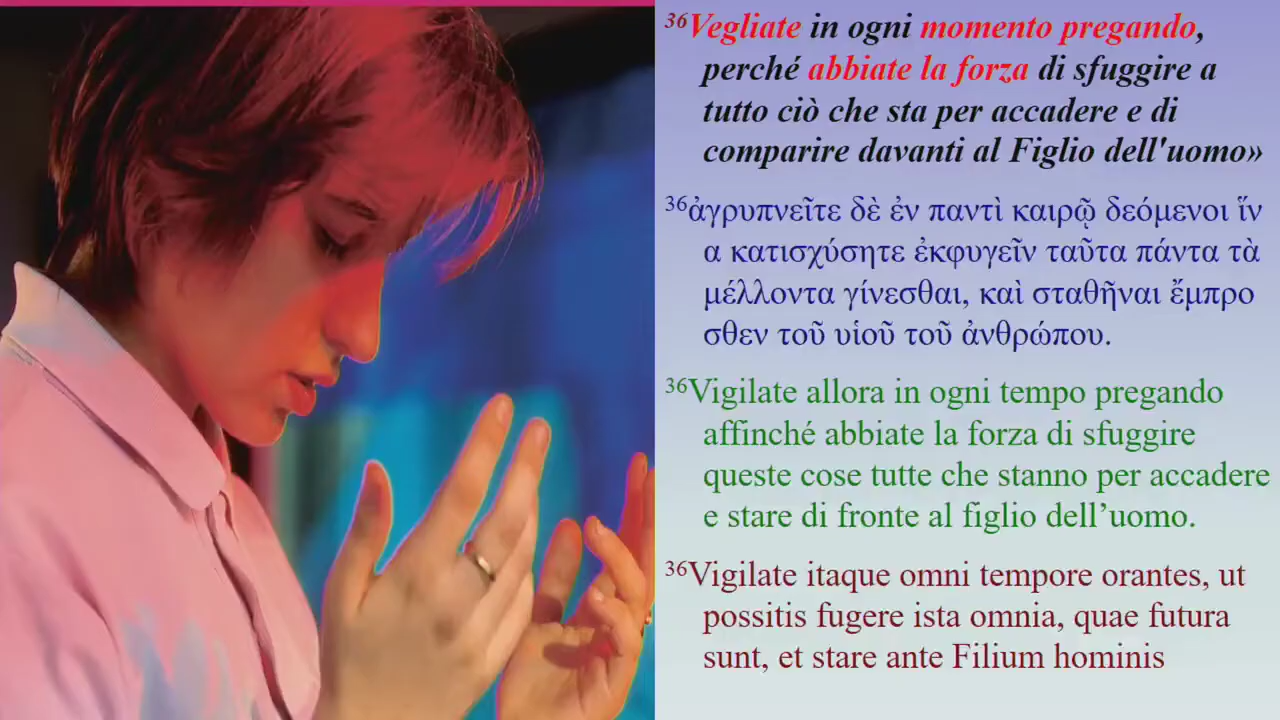 36Vegliate in ogni momento pregando,
perché abbiate la forza di sfuggire a
tutto ciò che sta per accadere e di
comparire davanti al Figlio dell'uomo»
36ἀγρυπνεῖτε δὲ ἐν παντὶ καιρῷ δεόμενοι ἵν
α κατισχύσητε ἐκφυγεῖν ταῦτα πάντα τὰ
μέλλοντα γίνεσθαι, καὶ σταθῆναι ἔμπρο
σθεν τοῦ υἱοῦ τοῦ ἀνθρώπου.
36Vigilate allora in ogni tempo pregando
affinché abbiate la forza di sfuggire
queste cose tutte che stanno per accadere
e stare di fronte al figlio dell’uomo.
36Vigilate itaque omni tempore orantes, ut
possitis fugere ista omnia, quae futura
sunt, et stare ante Filium hominis